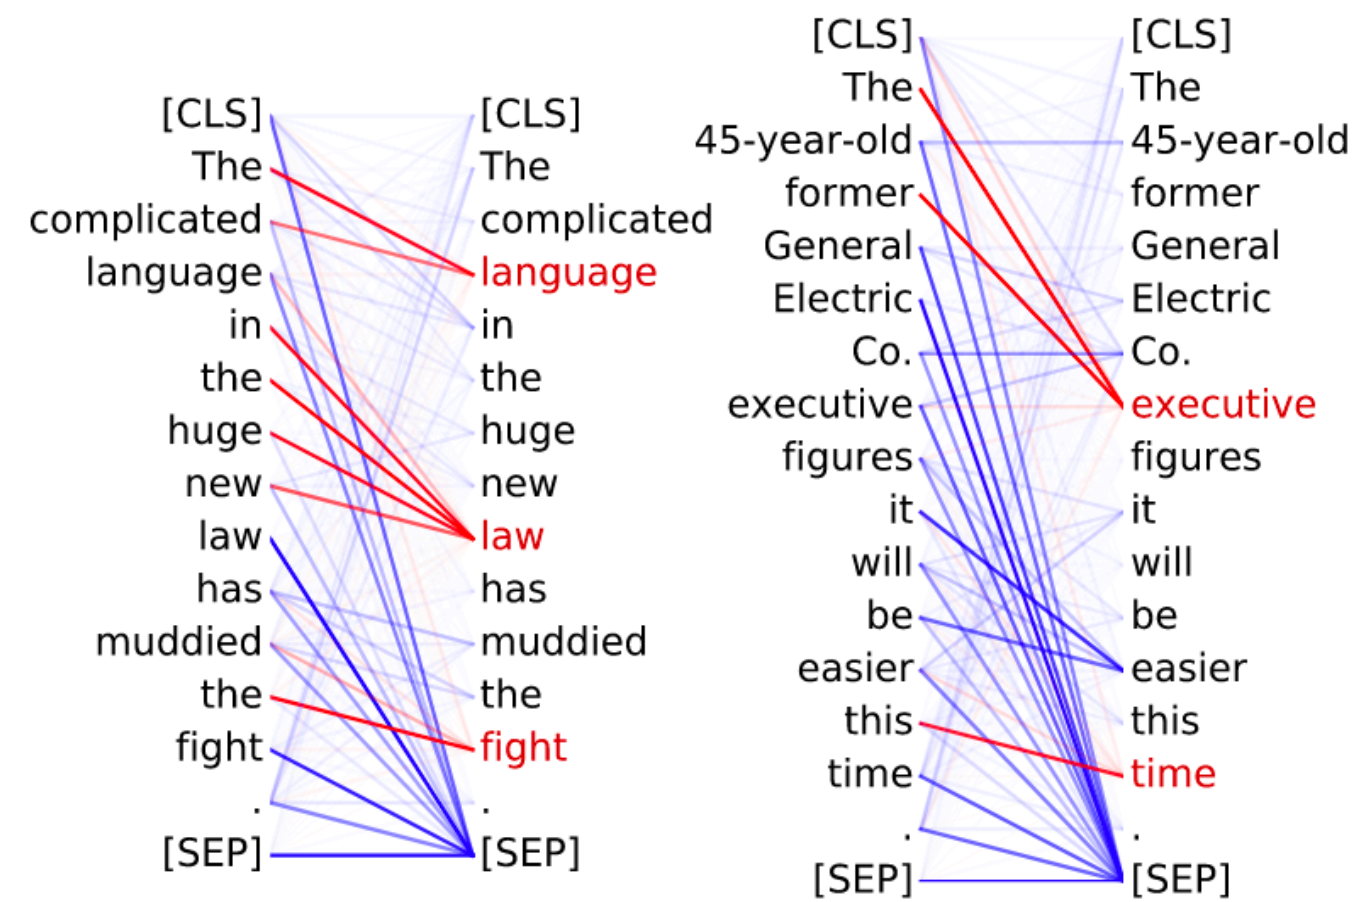 [CLS] [CLS]
The The
complicated complicated
language language
in in
the the
huge huge
new new
law law
has has
muddied muddied
the the
fight fight
. .
[SEP] [SEP]
[CLS] [CLS]
The The
45-year-old 45-year-old
former former
General General
Electric Electric
Co. Co.
executive executive
figures figures
it it
will will
be be
easier easier
this this
time time
. .
[SEP] [SEP]